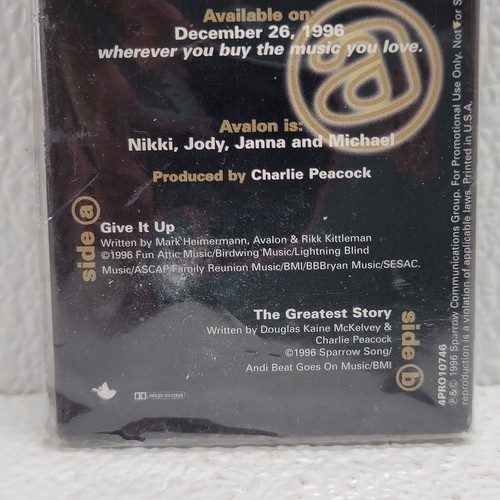 Available on:
December 26, 1996
wherever you buy the music you love.
a
Avalon is:
Nikki, Jody, Janna and Michael
Produced by Charlie Peacock
side a
Give It Up
Written by Mark Heimermann, Avalon & Rikk Kittleman
©1996 Fun Attic Music/Birdwing Music/Lightning Blind
Music/ASCAP/Family Reunion Music/BMI/BBBryan Music/SESAC.
The Greatest Story
Written by Douglas Kaine McKelvey &
Charlie Peacock
©1996 Sparrow Song/
Andi Beat Goes On Music/BMI
side b
DOLBY SYSTEM
4PRO10746
℗&© 1996 Sparrow Communications Group. For Promotional Use Only. Not For S
reproduction is a violation of applicable laws. Printed in U.S.A.